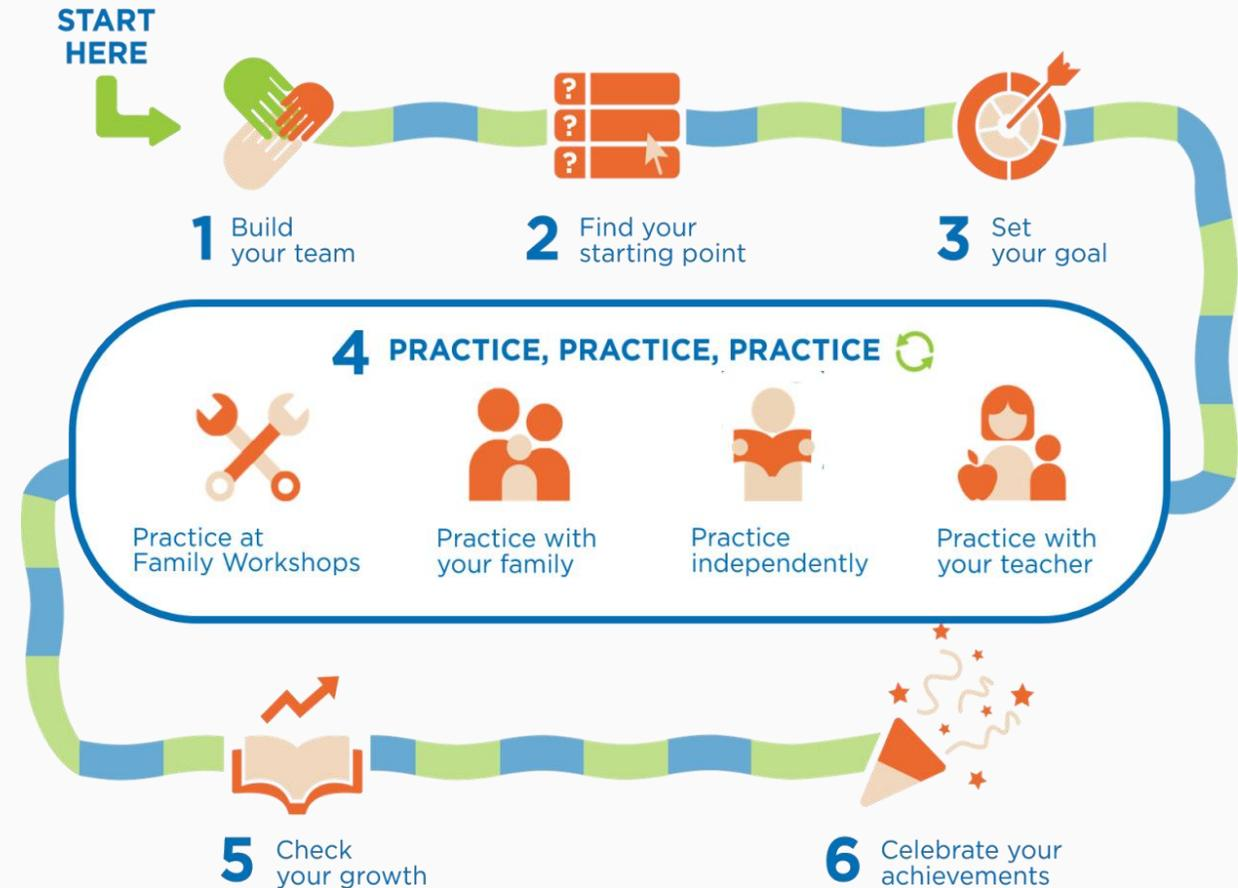 START
HERE
?
?
?
1 Build
your team
2 Find your
starting point
3 Set
your goal
4 PRACTICE, PRACTICE, PRACTICE
Practice at
Family Workshops
Practice with
your family
Practice
independently
Practice with
your teacher
5 Check
your growth
6 Celebrate your
achievements